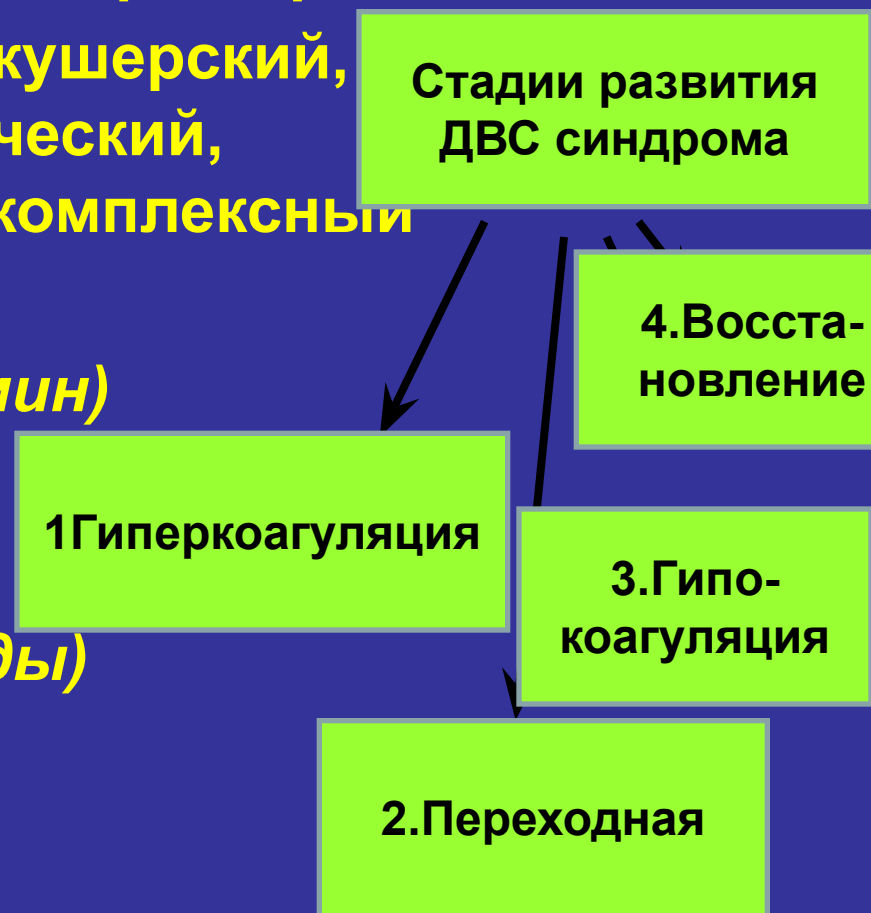 кушерский,
ческий,
комплексный
мин)
ды)
Стадии развития
ДВС синдрома
4.Восста-
новление
1Гиперкоагуляция
3.Гипо-
коагуляция
2.Переходная